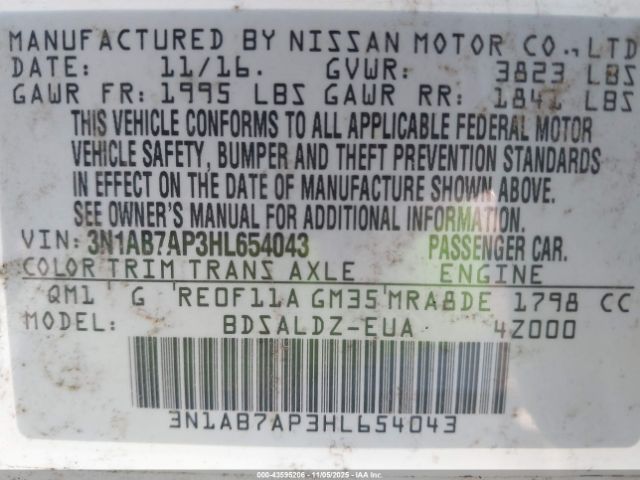 MANUFACTURED BY NISSAN MOTOR CO., LTD
DATE: 11/16. GVWR: 3823 LBS
GAWR FR: 1995 LBS GAWR RR: 1841 LBS
THIS VEHICLE CONFORMS TO ALL APPLICABLE FEDERAL MOTOR
VEHICLE SAFETY, BUMPER AND THEFT PREVENTION STANDARDS
IN EFFECT ON THE DATE OF MANUFACTURE SHOWN ABOVE.
SEE OWNER'S MANUAL FOR ADDITIONAL INFORMATION.
VIN: 3N1AB7AP3HL654043 PASSENGER CAR.
COLOR TRIM TRANS AXLE ENGINE
QM1 G RE0F11A GM35 MRA8DE 1798 CC
MODEL: BDSALDZ-EUA 4Z000
3N1AB7AP3HL654043
000-43595206 - 11/05/2025 - © IAA Holdings, LLC